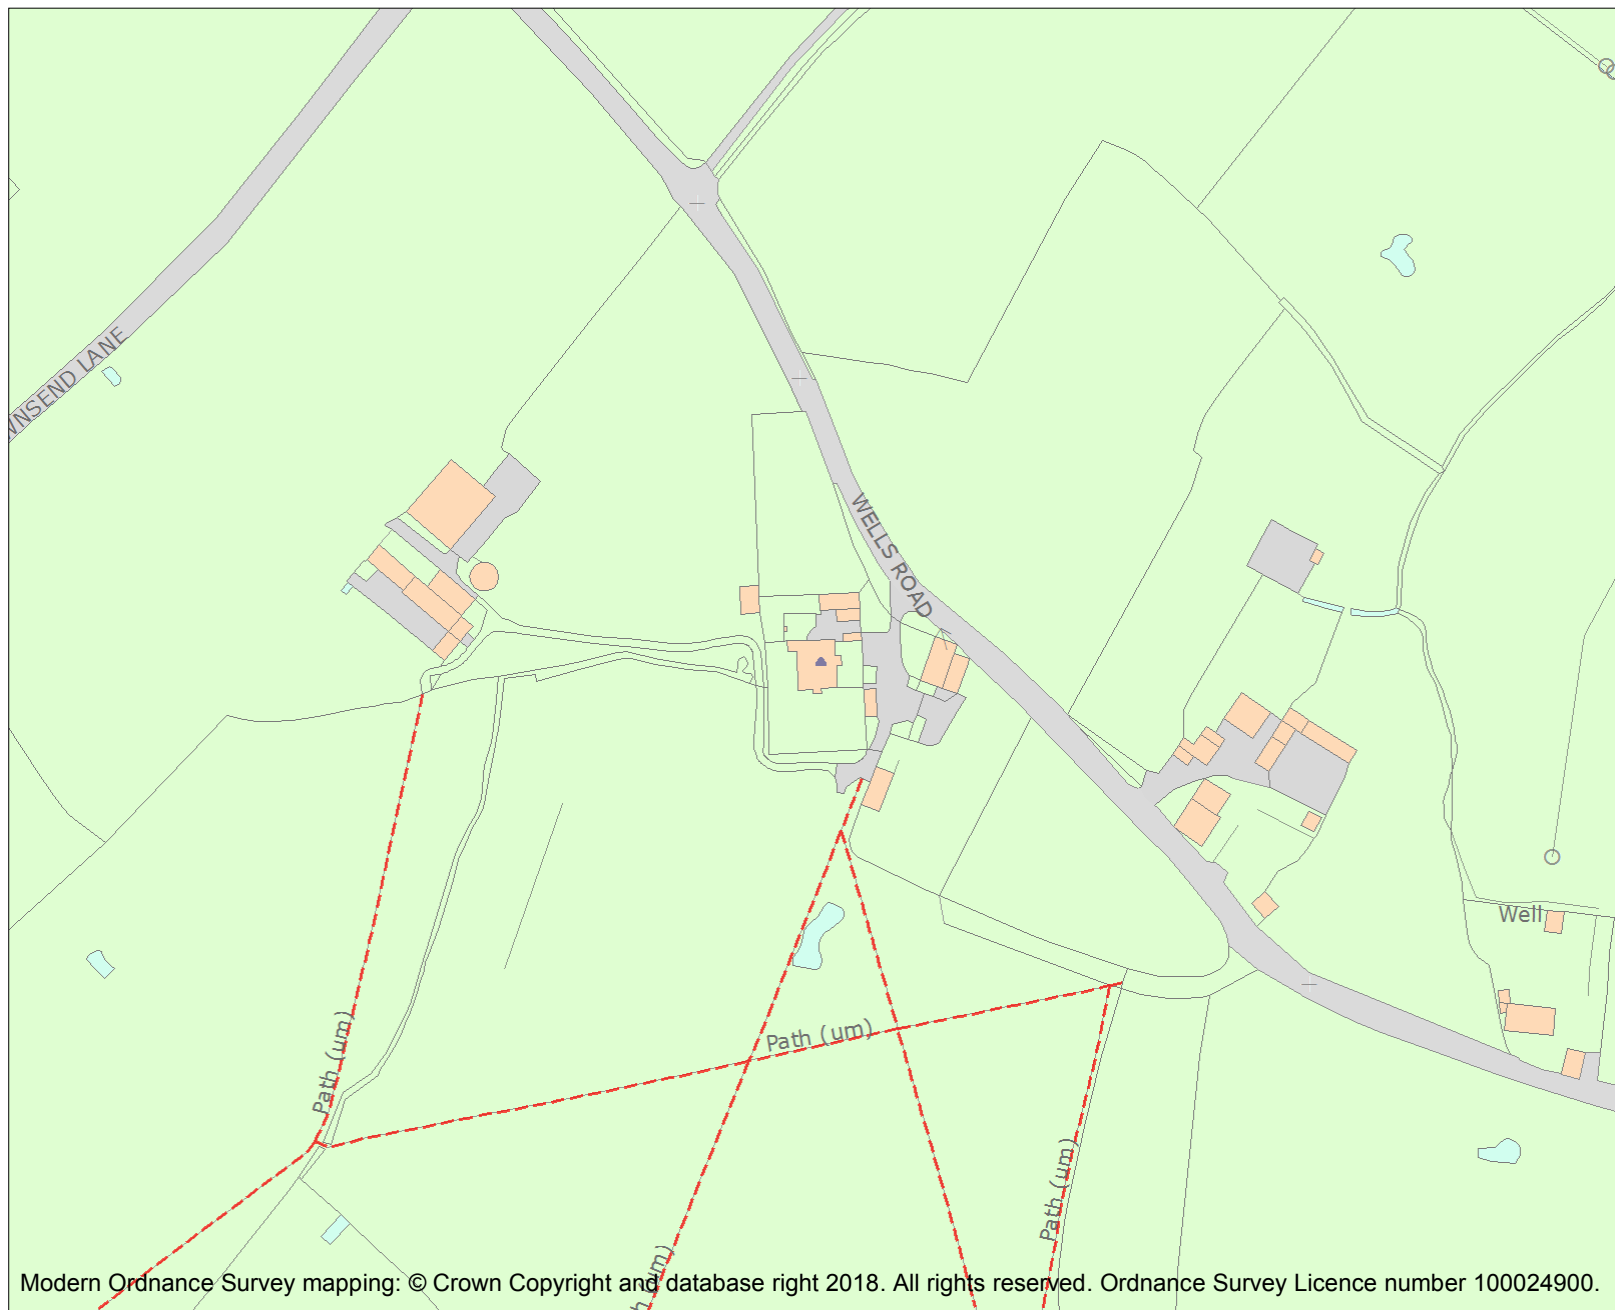 WNSEND LANE
WELLS ROAD
Well
Path (um)
Path (um)
Path (um)
h (um)
Modern Ordnance Survey mapping: © Crown Copyright and database right 2018. All rights reserved. Ordnance Survey Licence number 100024900.